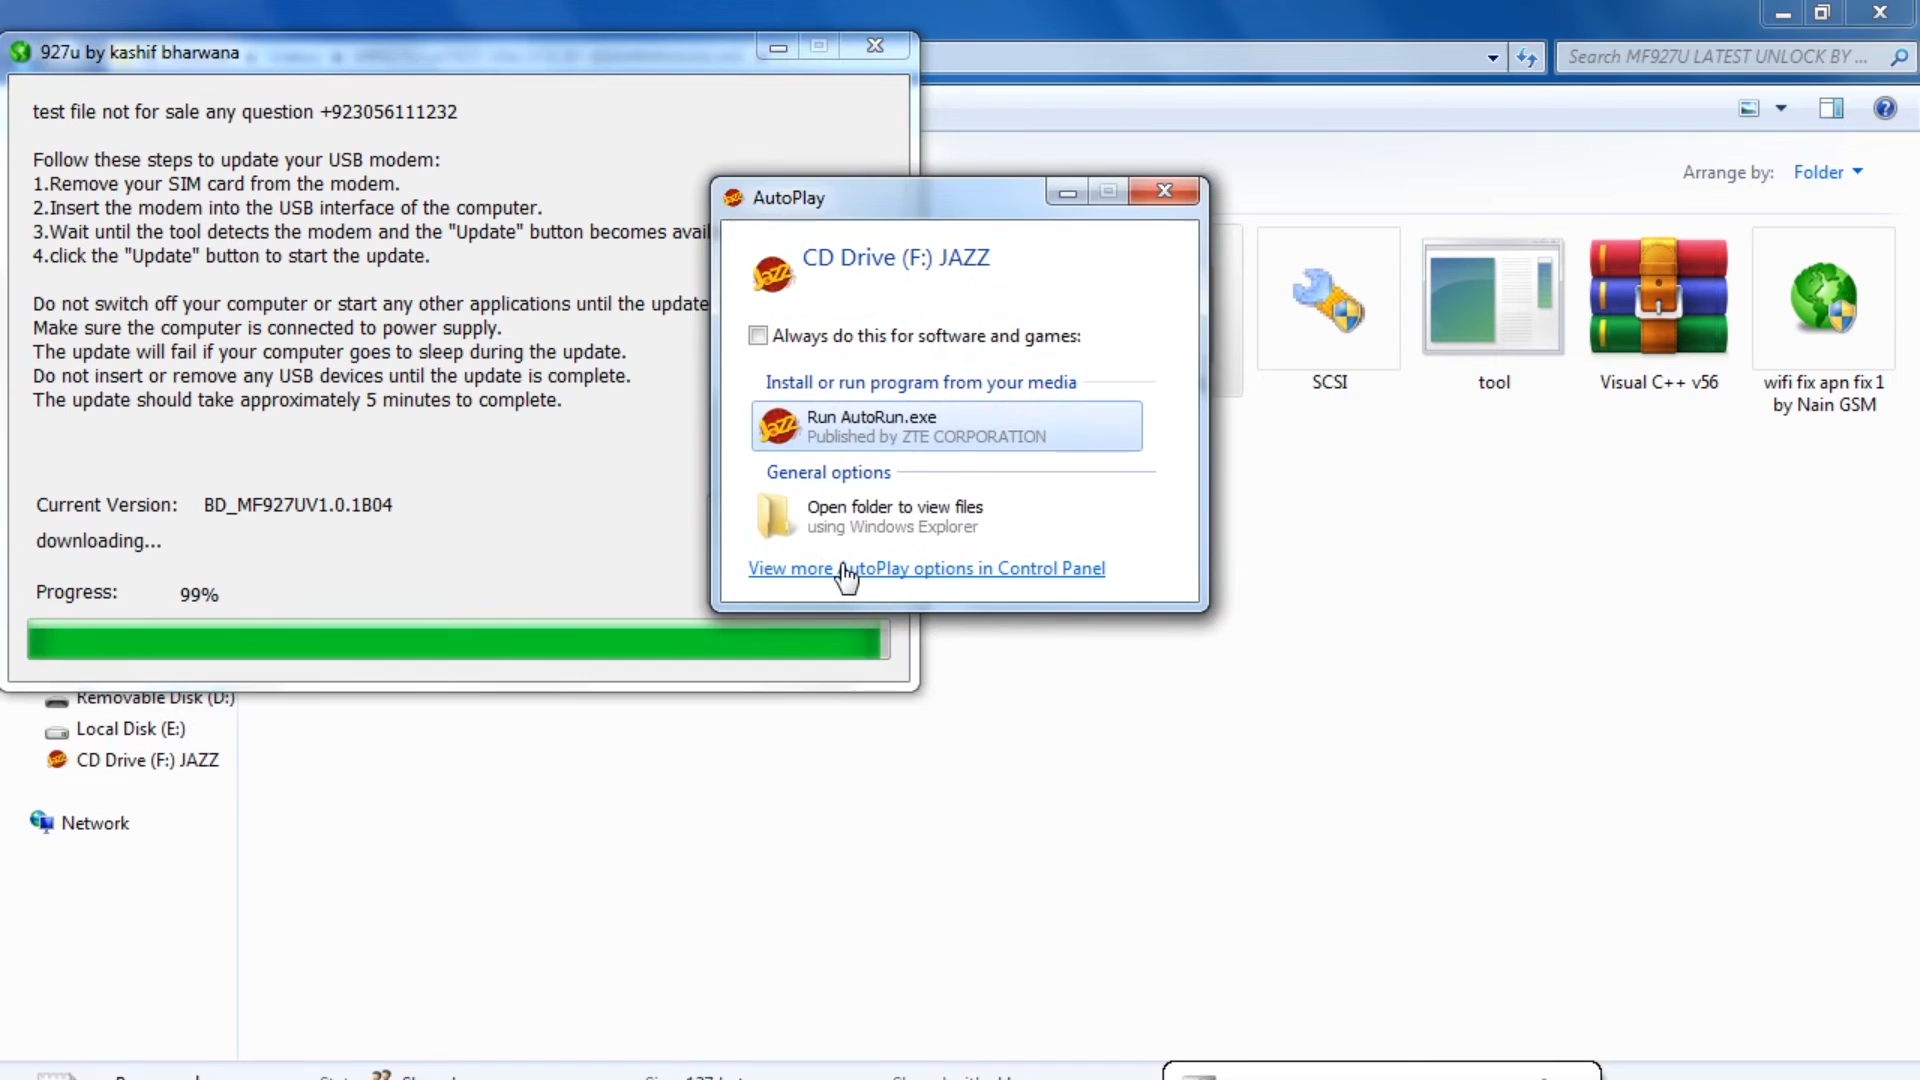 927u by kashif bharwana
Search MF927U LATEST UNLOCK BY ...
test file not for sale any question +923056111232
Follow these steps to update your USB modem:
1.Remove your SIM card from the modem.
2.Insert the modem into the USB interface of the computer.
3.Wait until the tool detects the modem and the "Update" button becomes avail
4.click the "Update" button to start the update.
Do not switch off your computer or start any other applications until the update
Make sure the computer is connected to power supply.
The update will fail if your computer goes to sleep during the update.
Do not insert or remove any USB devices until the update is complete.
The update should take approximately 5 minutes to complete.
Current Version: BD_MF927UV1.0.1B04
downloading...
Progress: 99%
AutoPlay
Jazz
CD Drive (F:) JAZZ
Always do this for software and games:
Install or run program from your media
Jazz
Run AutoRun.exe
Published by ZTE CORPORATION
General options
Open folder to view files
using Windows Explorer
View more AutoPlay options in Control Panel
Arrange by: Folder
SCSI
tool
Visual C++ v56
wifi fix apn fix 1
by Nain GSM
Removable Disk (D:)
Local Disk (E:)
CD Drive (F:) JAZZ
Network